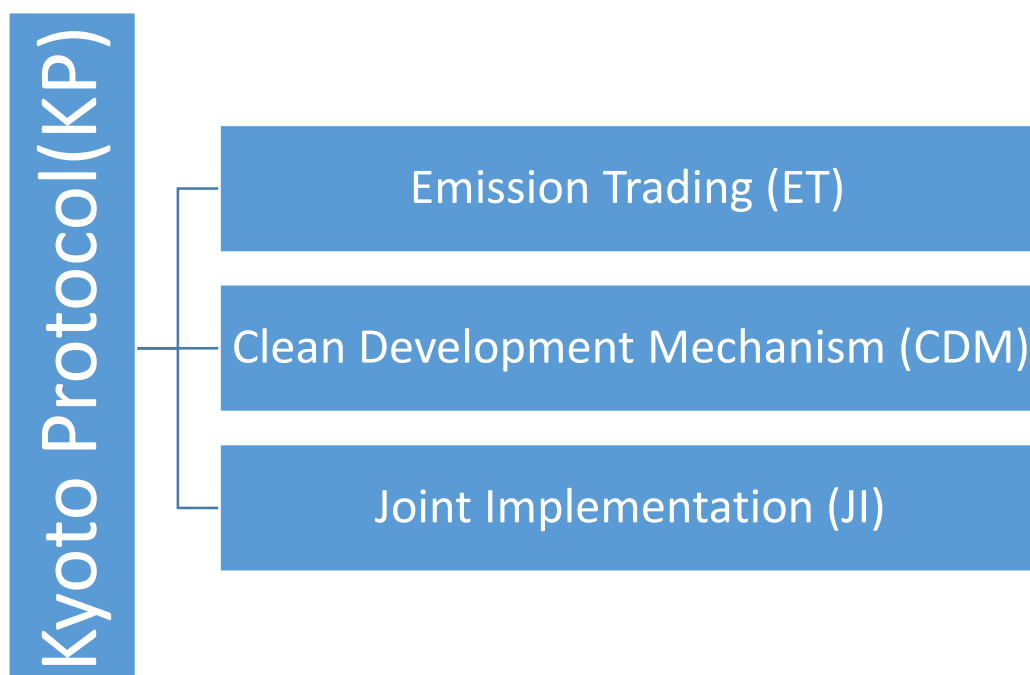 Kyoto Protocol(KP)
Emission Trading (ET)
Clean Development Mechanism (CDM)
Joint Implementation (JI)